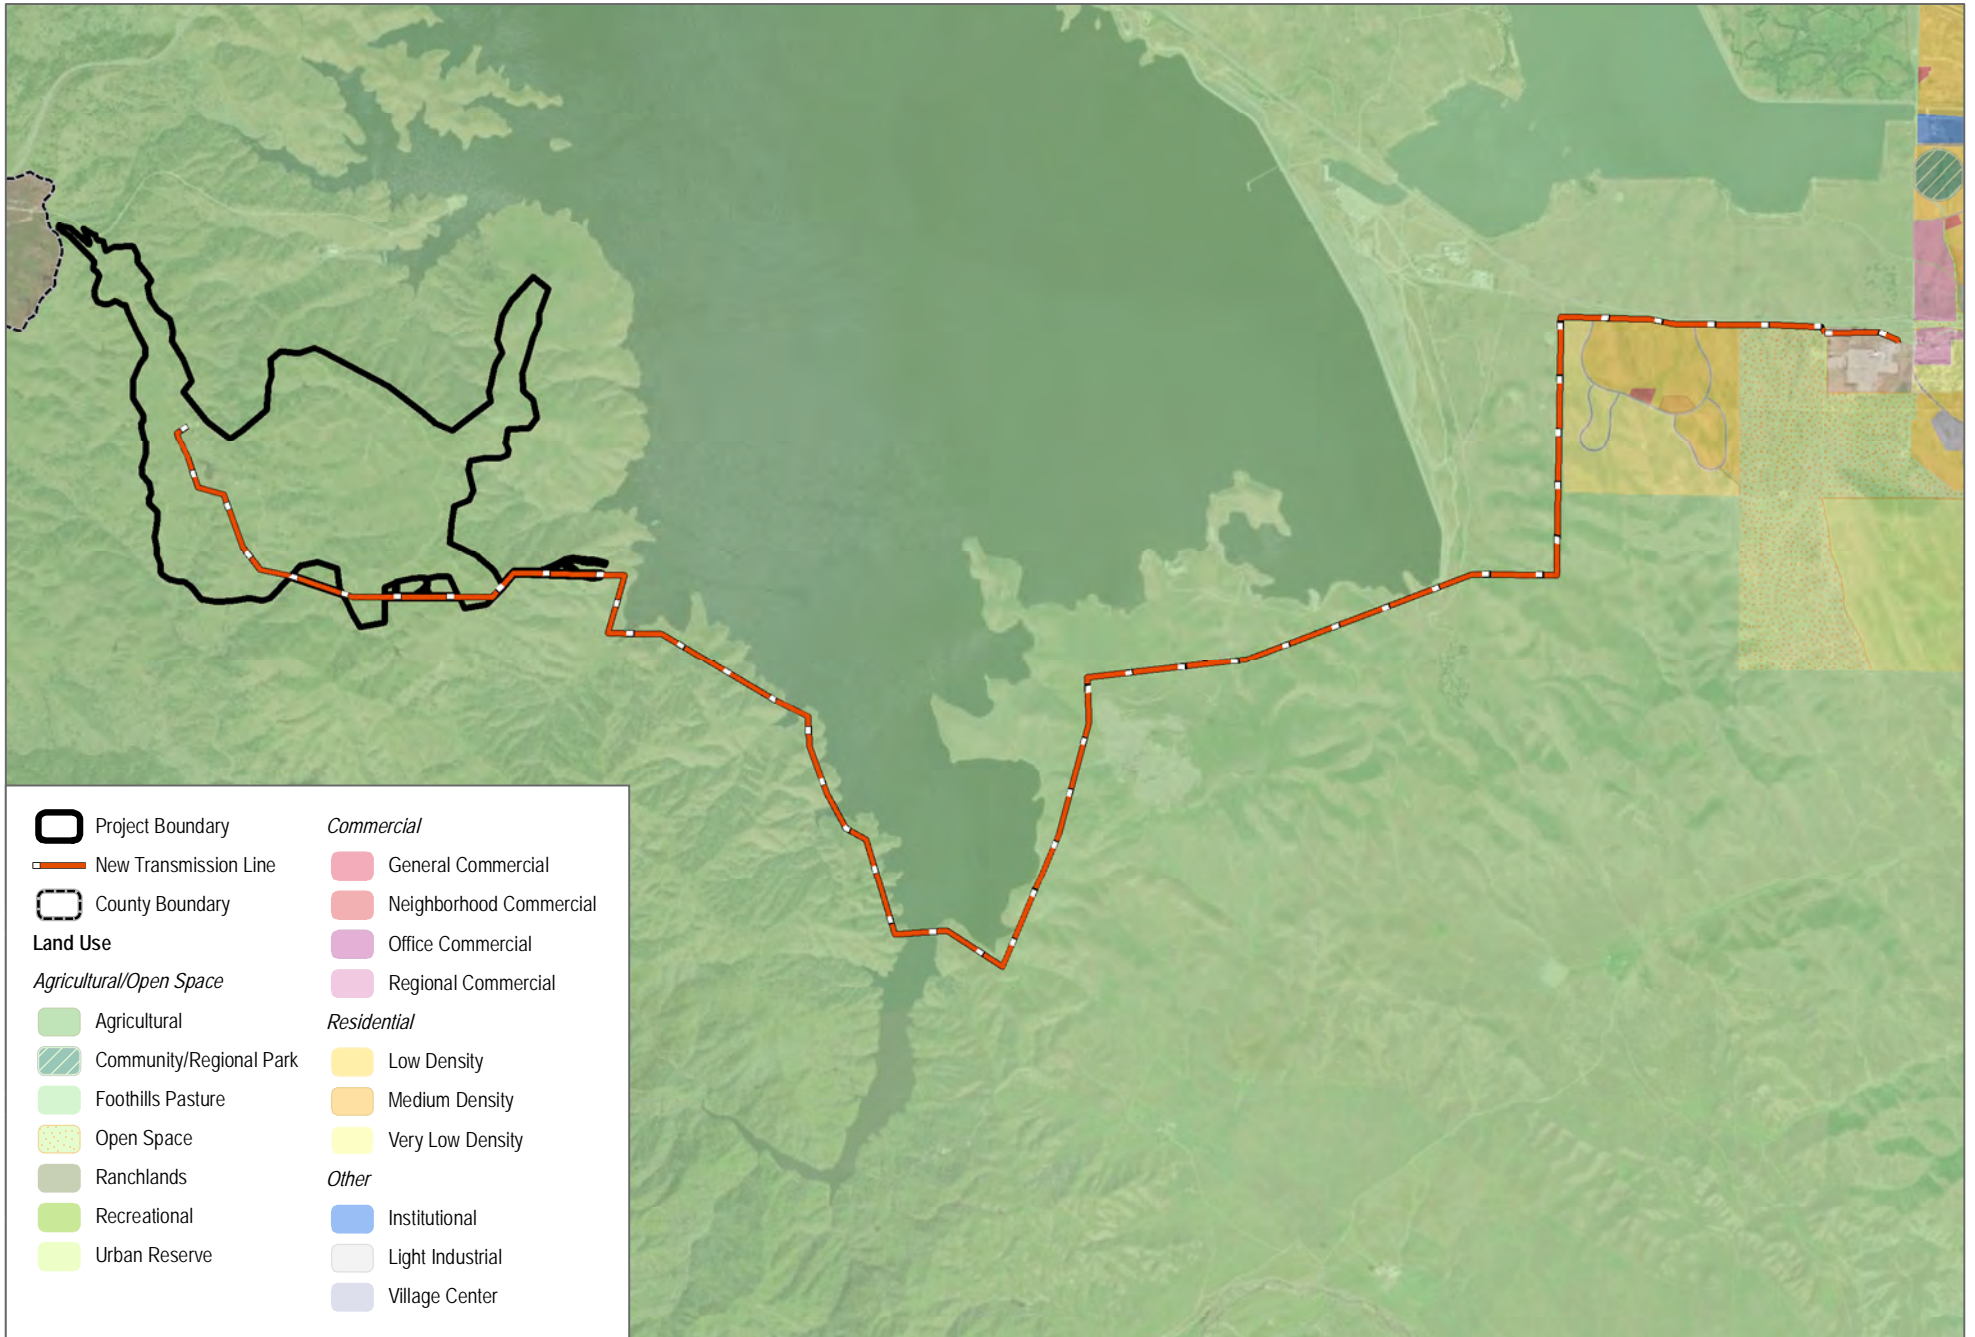 Project Boundary
New Transmission Line
County Boundary
Land Use
Agricultural/Open Space
Agricultural
Community/Regional Park
Foothills Pasture
Open Space
Ranchlands
Recreational
Urban Reserve
Commercial
General Commercial
Neighborhood Commercial
Office Commercial
Regional Commercial
Residential
Low Density
Medium Density
Very Low Density
Other
Institutional
Light Industrial
Village Center